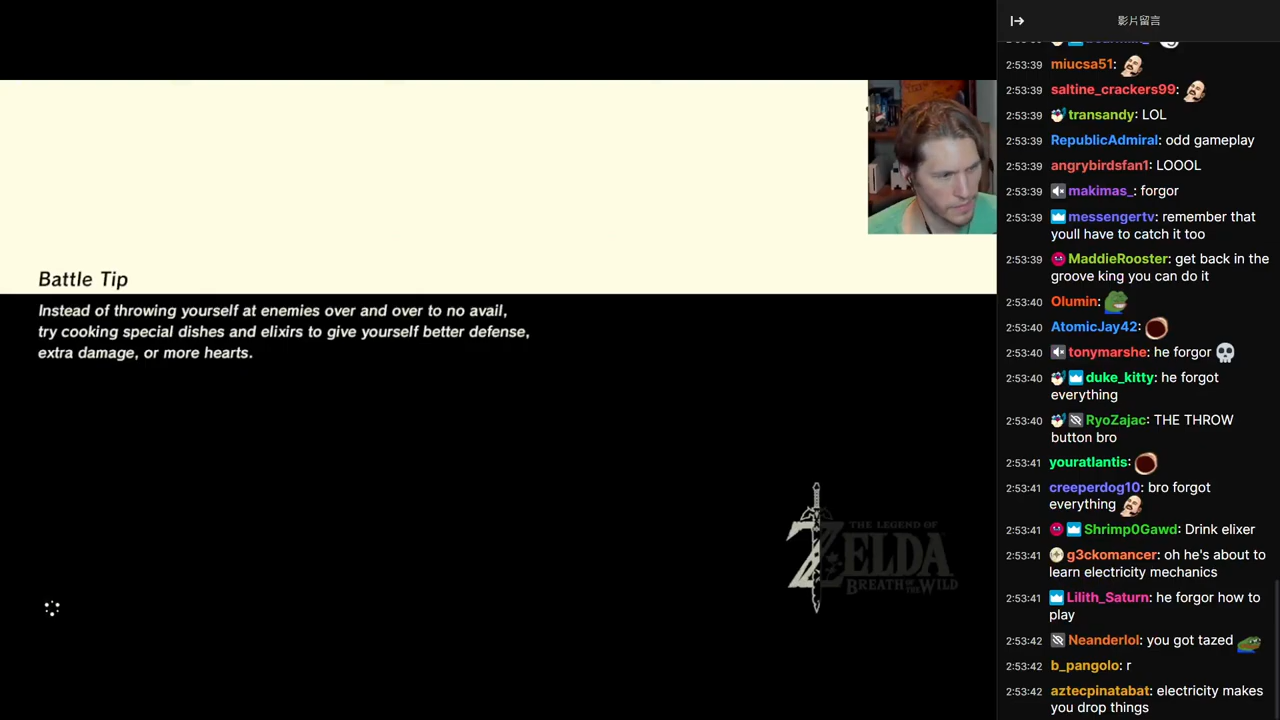 影片留言
2:53:39 miucsa51:
2:53:39 saltine_crackers99:
2:53:39 transandy: LOL
2:53:39 RepublicAdmiral: odd gameplay
2:53:39 angrybirdsfan1: LOOOL
2:53:39 makimas_: forgor
2:53:39 messengertv: remember that
youll have to catch it too
2:53:39 MaddieRooster: get back in the
groove king you can do it
2:53:40 Olumin:
2:53:40 AtomicJay42:
2:53:40 tonymarshe: he forgor
2:53:40 duke_kitty: he forgot
everything
2:53:40 RyoZajac: THE THROW
button bro
2:53:41 youratlantis:
2:53:41 creeperdog10: bro forgot
everything
2:53:41 Shrimp0Gawd: Drink elixer
2:53:41 g3ckomancer: oh he's about to
learn electricity mechanics
2:53:41 Lilith_Saturn: he forgor how to
play
2:53:42 Neanderlol: you got tazed
2:53:42 b_pangolo: r
2:53:42 aztecpinatabat: electricity makes
you drop things
Battle Tip
Instead of throwing yourself at enemies over and over to no avail,
try cooking special dishes and elixirs to give yourself better defense,
extra damage, or more hearts.
THE LEGEND OF
ZELDA
BREATH OF THE WILD